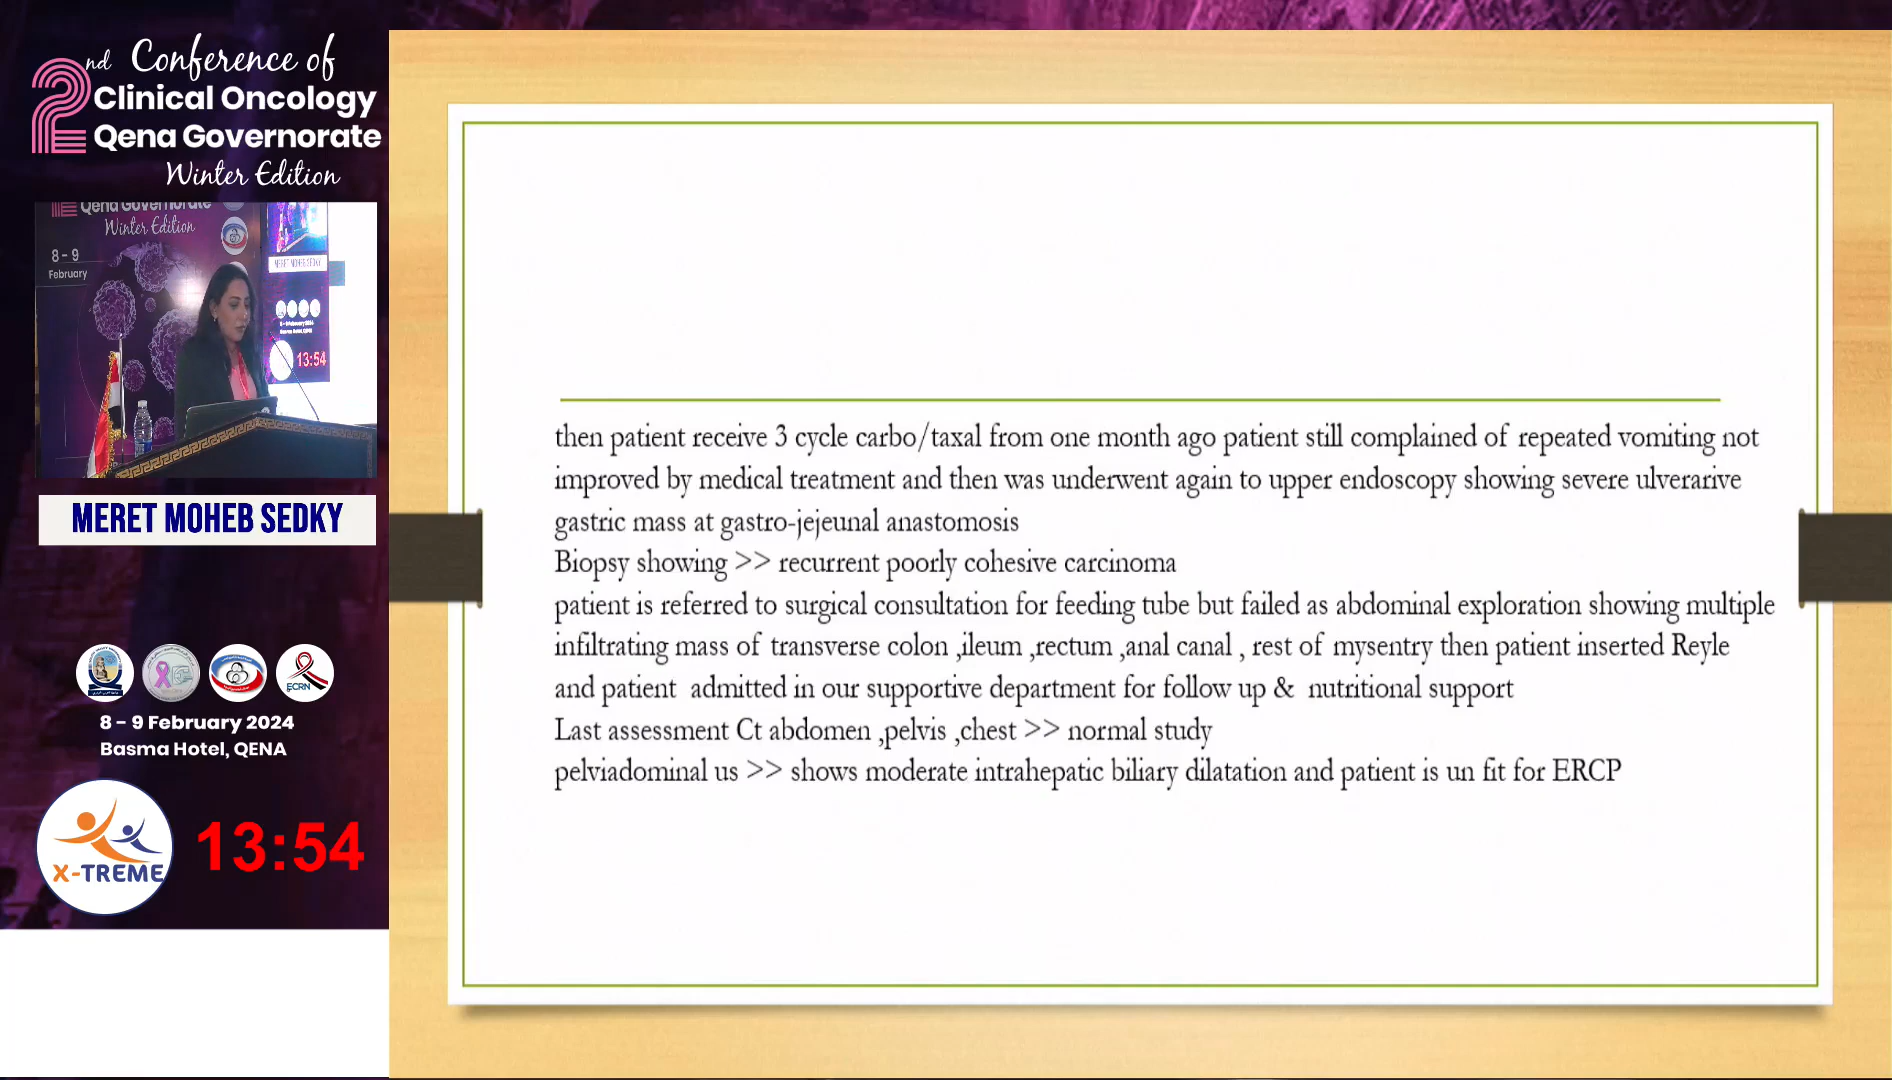 2nd Conference of
Clinical Oncology
Qena Governorate
Winter Edition
Qena Governorate
Winter Edition
8 - 9
February
MERET MOHEB SEDKY
13:54
MERET MOHEB SEDKY
ECRN
8 - 9 February 2024
Basma Hotel, QENA
X-TREME
13:54
then patient receive 3 cycle carbo/taxal from one month ago patient still complained of repeated vomiting not
improved by medical treatment and then was underwent again to upper endoscopy showing severe ulverarive
gastric mass at gastro-jejeunal anastomosis
Biopsy showing >> recurrent poorly cohesive carcinoma
patient is referred to surgical consultation for feeding tube but failed as abdominal exploration showing multiple
infiltrating mass of transverse colon ,ileum ,rectum ,anal canal , rest of mysentry then patient inserted Reyle
and patient admitted in our supportive department for follow up & nutritional support
Last assessment Ct abdomen ,pelvis ,chest >> normal study
pelviadominal us >> shows moderate intrahepatic biliary dilatation and patient is un fit for ERCP